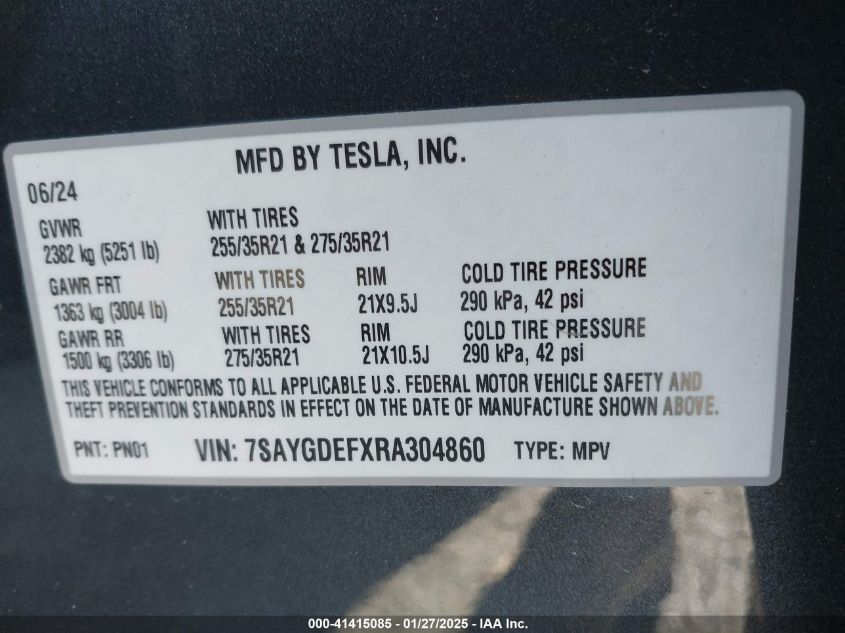 MFD BY TESLA, INC.
06/24
GVWR WITH TIRES
2382 kg (5251 lb) 255/35R21 & 275/35R21
GAWR FRT WITH TIRES RIM COLD TIRE PRESSURE
1363 kg (3004 lb) 255/35R21 21X9.5J 290 kPa, 42 psi
GAWR RR WITH TIRES RIM COLD TIRE PRESSURE
1500 kg (3306 lb) 275/35R21 21X10.5J 290 kPa, 42 psi
THIS VEHICLE CONFORMS TO ALL APPLICABLE U.S. FEDERAL MOTOR VEHICLE SAFETY AND
THEFT PREVENTION STANDARDS IN EFFECT ON THE DATE OF MANUFACTURE SHOWN ABOVE.
PNT: PN01 VIN: 7SAYGDEFXRA304860 TYPE: MPV
000-41415085 - 01/27/2025 - IAA Inc.